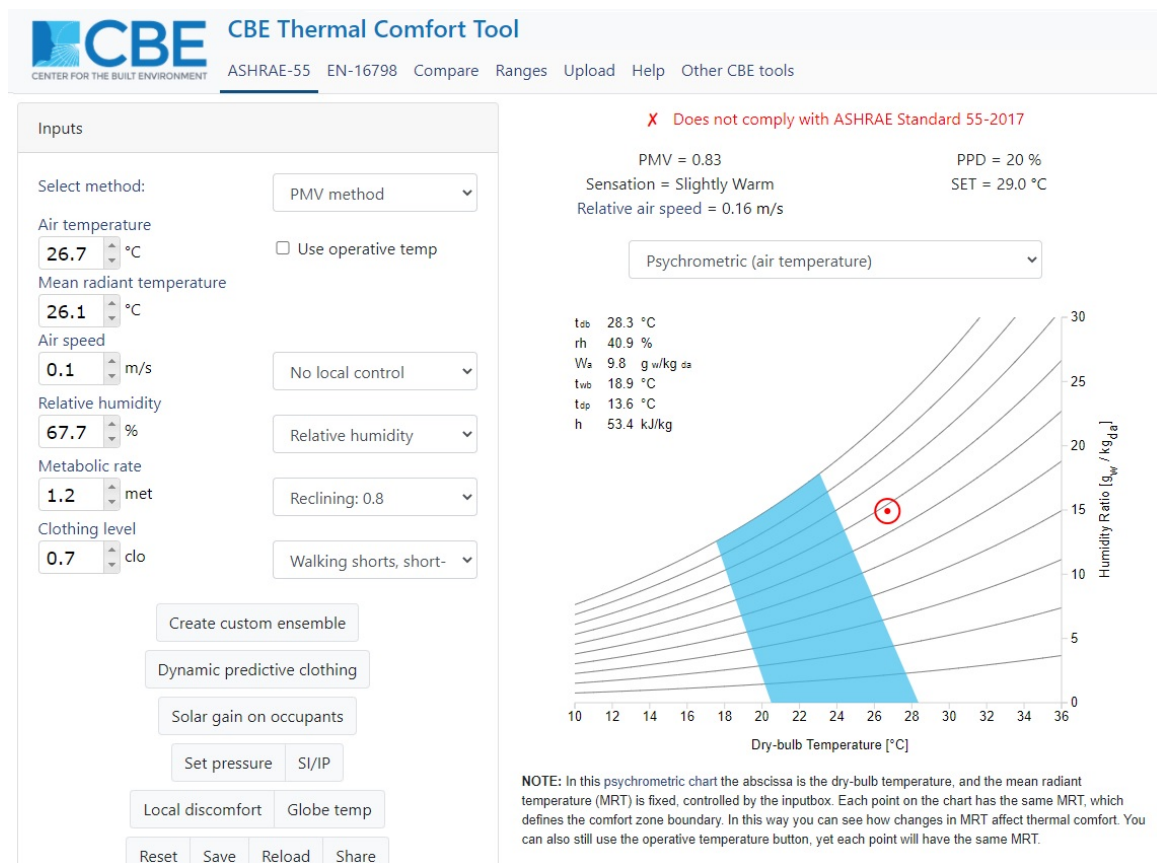 CBE
CENTER FOR THE BUILT ENVIRONMENT
CBE Thermal Comfort Tool
ASHRAE-55 EN-16798 Compare Ranges Upload Help Other CBE tools
Inputs
Select method:
PMV method
Air temperature
26.7 °C
Use operative temp
Mean radiant temperature
26.1 °C
Air speed
0.1 m/s
No local control
Relative humidity
67.7 %
Relative humidity
Metabolic rate
1.2 met
Reclining: 0.8
Clothing level
0.7 clo
Walking shorts, short-
Create custom ensemble
Dynamic predictive clothing
Solar gain on occupants
Set pressure SI/IP
Local discomfort Globe temp
Reset Save Reload Share
✗ Does not comply with ASHRAE Standard 55-2017
PMV = 0.83 PPD = 20 %
Sensation = Slightly Warm SET = 29.0 °C
Relative air speed = 0.16 m/s
Psychrometric (air temperature)
tdb 28.3 °C
rh 40.9 %
Wa 9.8 g w/kg da
twb 18.9 °C
tdp 13.6 °C
h 53.4 kJ/kg
30
25
20
15
10
5
0
Humidity Ratio [gw / kgda]
10 12 14 16 18 20 22 24 26 28 30 32 34 36
Dry-bulb Temperature [°C]
NOTE: In this psychrometric chart the abscissa is the dry-bulb temperature, and the mean radiant
temperature (MRT) is fixed, controlled by the inputbox. Each point on the chart has the same MRT, which
defines the comfort zone boundary. In this way you can see how changes in MRT affect thermal comfort. You
can also still use the operative temperature button, yet each point will have the same MRT.